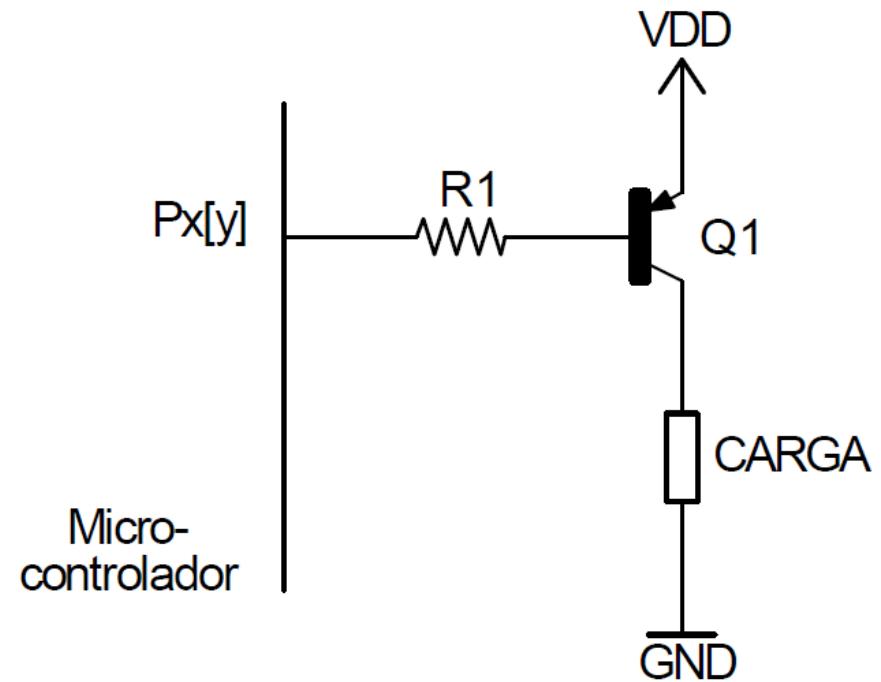 VDD
R1
Px[y]
Q1
CARGA
Micro-
controlador
GND